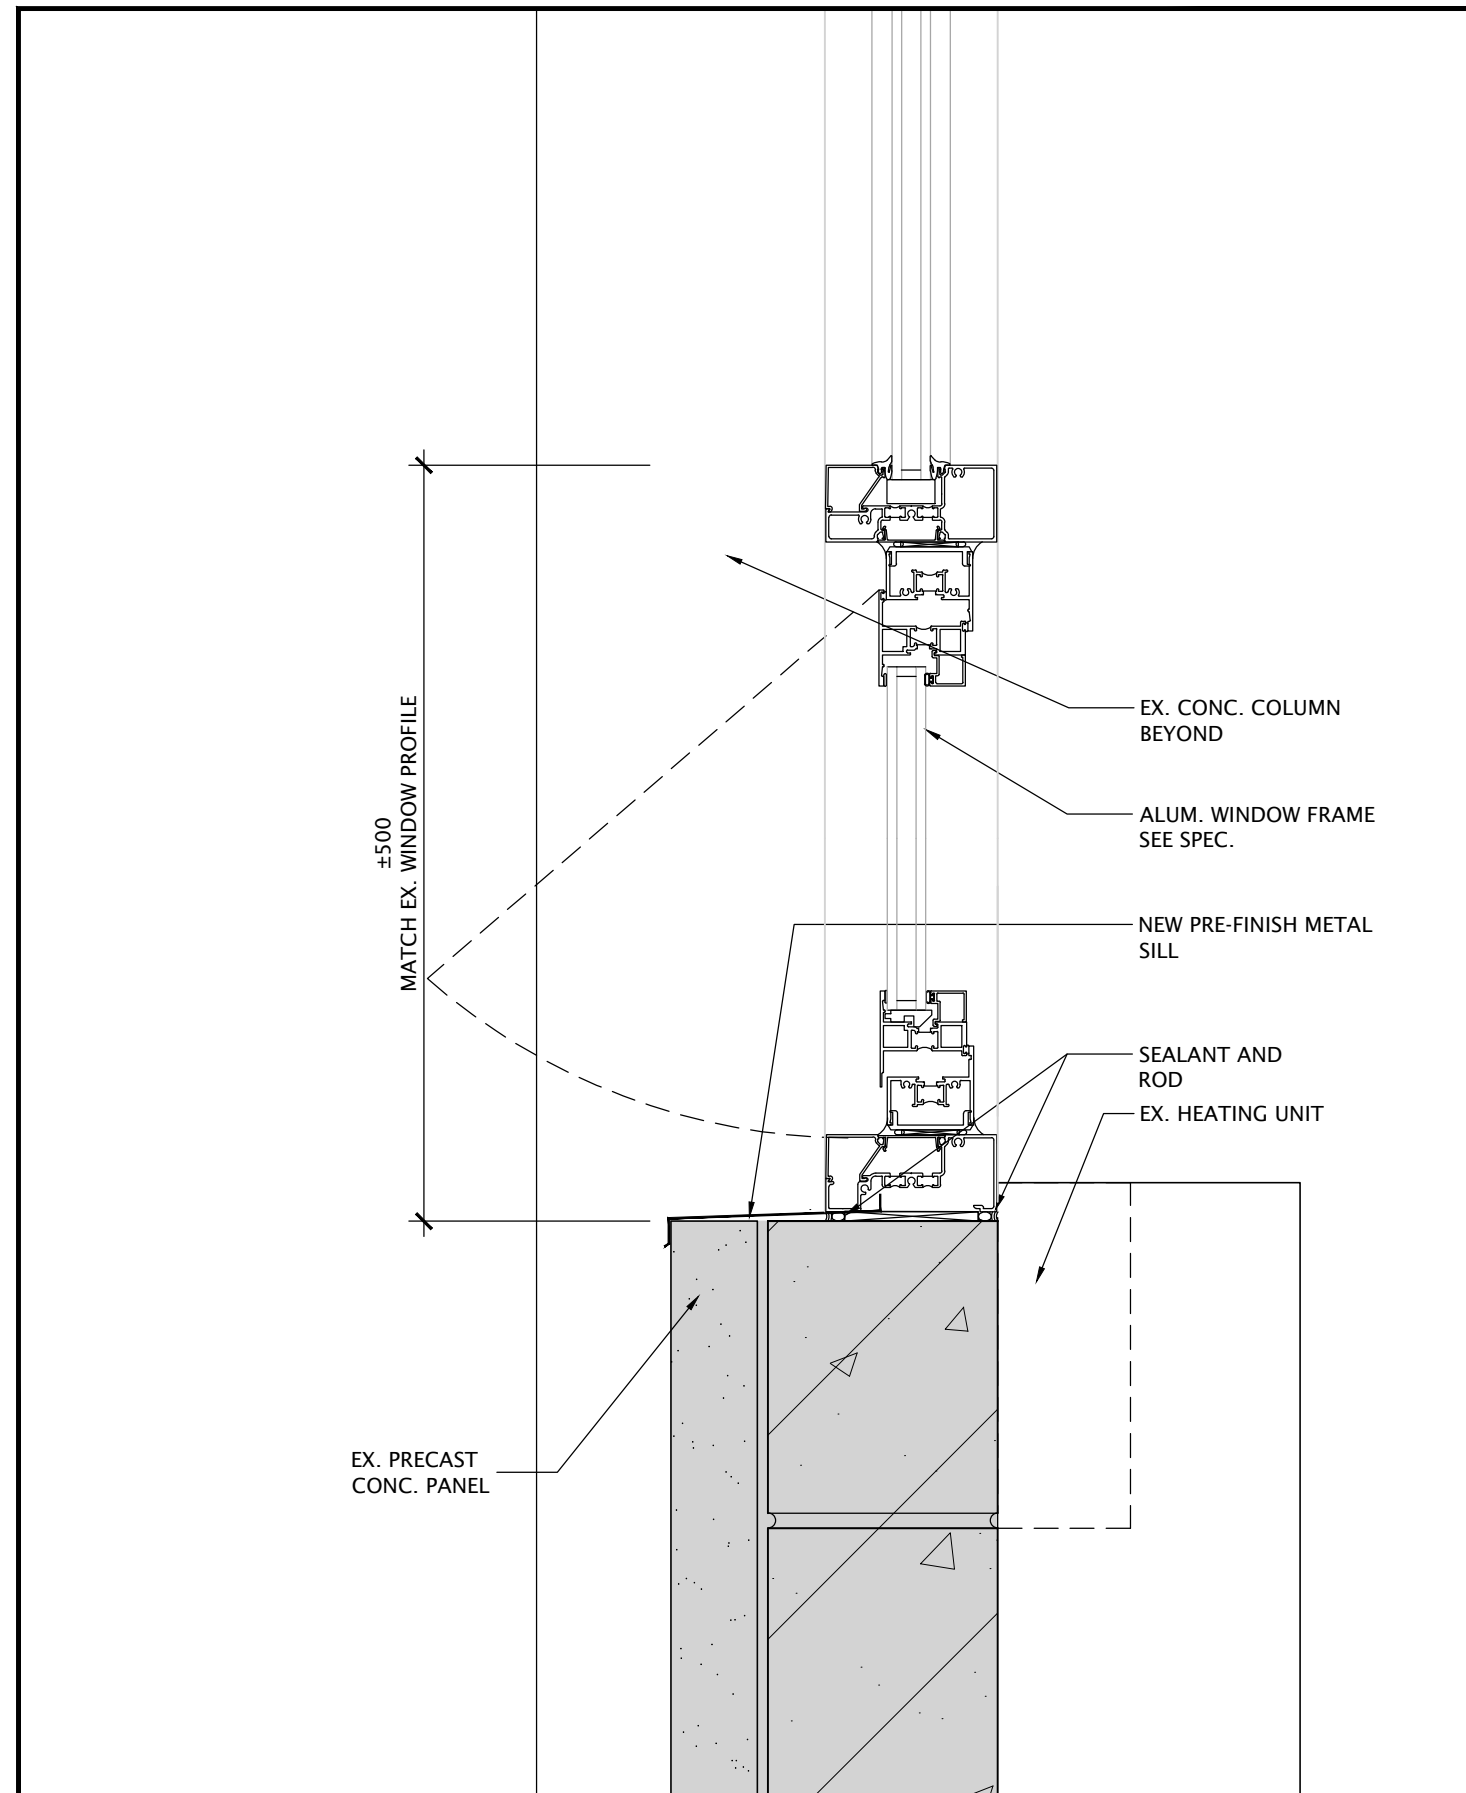 ±500
MATCH EX. WINDOW PROFILE
EX. CONC. COLUMN
BEYOND
ALUM. WINDOW FRAME
SEE SPEC.
NEW PRE-FINISH METAL
SILL
SEALANT AND
ROD
EX. HEATING UNIT
EX. PRECAST
CONC. PANEL